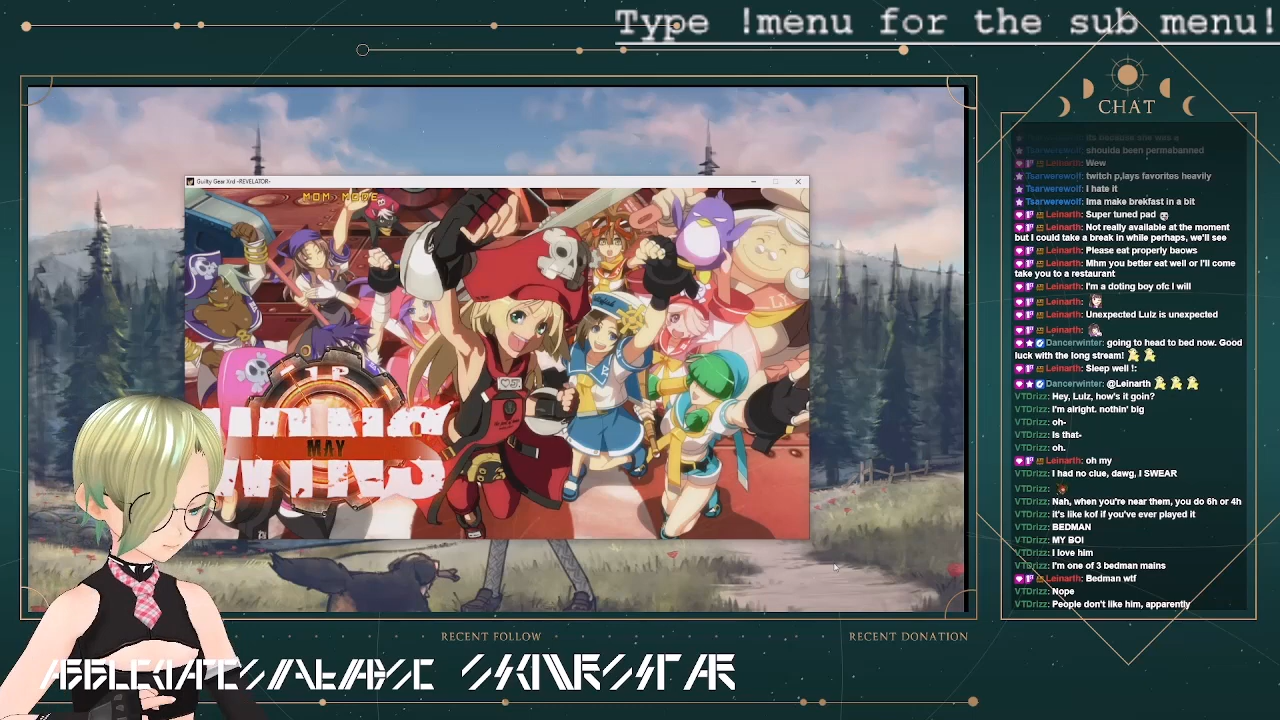 Type !menu for the sub menu!
CHAT
shoulda been permabanned
Leinarth: Wew
Tsarwerewolf: twitch p,lays favorites heavily
Tsarwerewolf: I hate it
Tsarwerewolf: Ima make brekfast in a bit
Leinarth: Super tuned pad
Leinarth: Not really available at the moment
but I could take a break in while perhaps, we'll see
Leinarth: Please eat properly baows
Leinarth: Mhm you better eat well or I'll come
take you to a restaurant
Leinarth: I'm a doting boy ofc I will
Leinarth:
Leinarth: Unexpected Luiz is unexpected
Leinarth:
Dancerwinter: going to head to bed now. Good
luck with the long stream!
Leinarth: Sleep well !:
Dancerwinter: @Leinarth
VTDrizz: Hey, Lulz, how's it goin?
VTDrizz: I'm alright. nothin' big
VTDrizz: oh-
VTDrizz: Is that-
VTDrizz: oh.
Leinarth: oh my
VTDrizz: I had no clue, dawg, I SWEAR
VTDrizz:
VTDrizz: Nah, when you're near them, you do 6h or 4h
VTDrizz: it's like kof if you've ever played it
VTDrizz: BEDMAN
VTDrizz: MY BOI
VTDrizz: I love him
VTDrizz: I'm one of 3 bedman mains
Leinarth: Bedman wtf
VTDrizz: Nope
VTDrizz: People don't like him, apparently
Guilty Gear Xrd -REVELATOR-
MOM MODE
1P
WINS
MAY
RECENT FOLLOW
RECENT DONATION